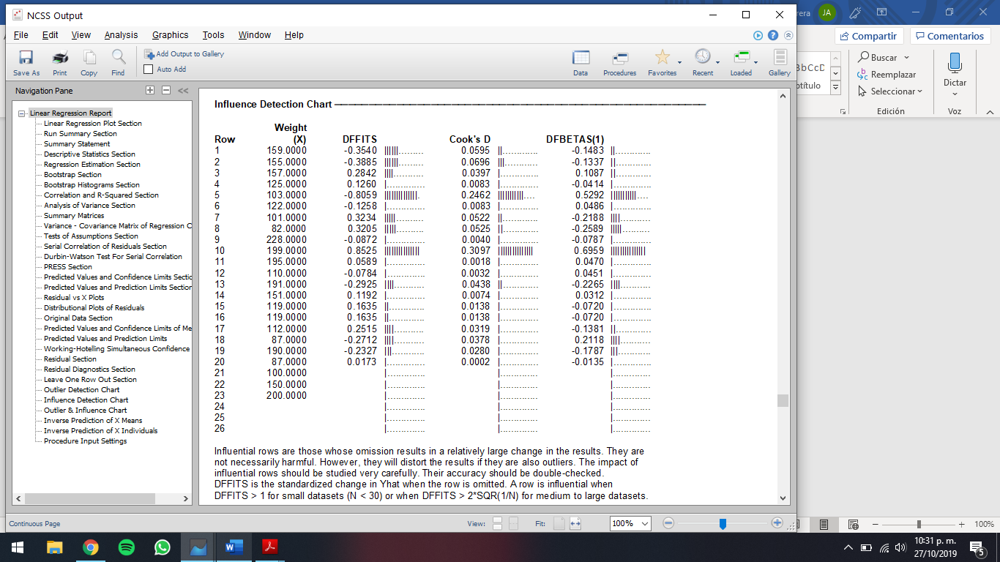 NCSS Output
rera
JA
File Edit View Analysis Graphics Tools Window Help
Compartir Comentarios
Save As Print Copy Find
Add Output to Gallery
Auto Add
Data Procedures Favorites Recent Loaded Gallery
Buscar
Reemplazar
Seleccionar
Dictar
Edición Voz
Navigation Pane
Linear Regression Report
Linear Regression Plot Section
Run Summary Section
Summary Statement
Descriptive Statistics Section
Regression Estimation Section
Bootstrap Section
Bootstrap Histograms Section
Correlation and R-Squared Section
Analysis of Variance Section
Summary Matrices
Variance - Covariance Matrix of Regression C
Tests of Assumptions Section
Serial Correlation of Residuals Section
Durbin-Watson Test For Serial Correlation
PRESS Section
Predicted Values and Confidence Limits Sectio
Predicted Values and Prediction Limits Section
Residual vs X Plots
Distributional Plots of Residuals
Original Data Section
Predicted Values and Confidence Limits of Me
Predicted Values and Prediction Limits
Working-Hotelling Simultaneous Confidence
Residual Section
Residual Diagnostics Section
Leave One Row Out Section
Outlier Detection Chart
Influence Detection Chart
Outlier & Influence Chart
Inverse Prediction of X Means
Inverse Prediction of X Individuals
Procedure Input Settings
Influence Detection Chart
Weight
Row (X) DFFITS Cook's D DFBETAS(1)
1 159.0000 -0.3540 0.0595 -0.1483
2 155.0000 -0.3885 0.0696 -0.1337
3 157.0000 0.2842 0.0397 0.1087
4 125.0000 0.1260 0.0083 -0.0414
5 103.0000 -0.8059 0.2462 0.5292
6 122.0000 -0.1258 0.0083 0.0486
7 101.0000 0.3234 0.0522 -0.2188
8 82.0000 0.3205 0.0525 -0.2589
9 228.0000 -0.0872 0.0040 -0.0787
10 199.0000 0.8525 0.3097 0.6959
11 195.0000 0.0589 0.0018 0.0470
12 110.0000 -0.0784 0.0032 0.0451
13 191.0000 -0.2925 0.0438 -0.2265
14 151.0000 0.1192 0.0074 0.0312
15 119.0000 0.1635 0.0138 -0.0720
16 119.0000 0.1635 0.0138 -0.0720
17 112.0000 0.2515 0.0319 -0.1381
18 87.0000 -0.2712 0.0378 0.2118
19 190.0000 -0.2327 0.0280 -0.1787
20 87.0000 0.0173 0.0002 -0.0135
21 100.0000
22 150.0000
23 200.0000
24
25
26
Influential rows are those whose omission results in a relatively large change in the results. They are
not necessarily harmful. However, they will distort the results if they are also outliers. The impact of
influential rows should be studied very carefully. Their accuracy should be double-checked.
DFFITS is the standardized change in Yhat when the row is omitted. A row is influential when
DFFITS > 1 for small datasets (N < 30) or when DFFITS > 2*SQR(1/N) for medium to large datasets.
Continuous Page View: Fit: 100%
100%
10:31 p. m.
27/10/2019
5